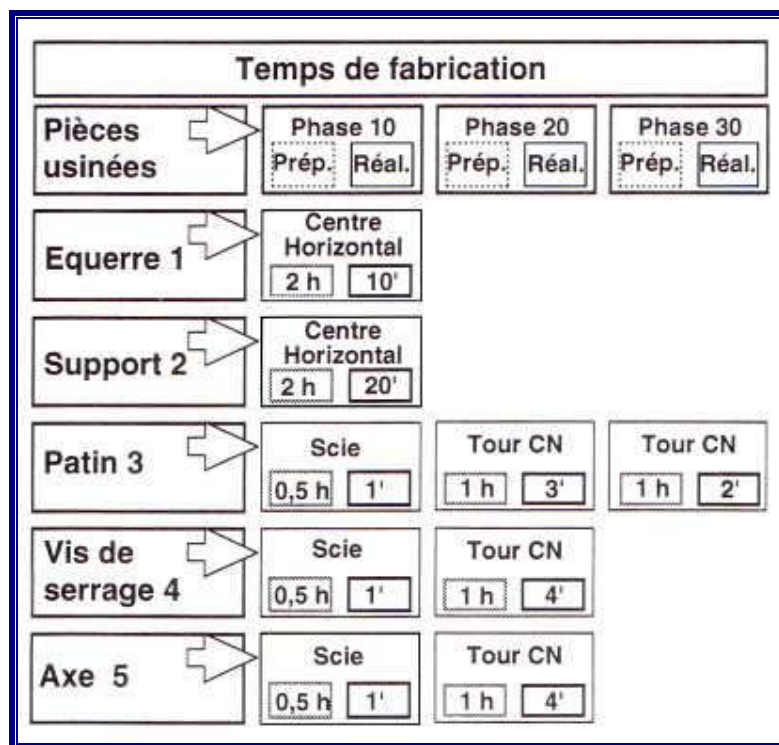 Temps de fabrication
Pièces usinées
Phase 10
Prép. Réal.
Phase 20
Prép. Réal.
Phase 30
Prép. Réal.
Equerre 1
Centre
Horizontal
2 h 10'
Support 2
Centre
Horizontal
2 h 20'
Patin 3
Scie
0,5 h 1'
Tour CN
1 h 3'
Tour CN
1 h 2'
Vis de
serrage 4
Scie
0,5 h 1'
Tour CN
1 h 4'
Axe 5
Scie
0,5 h 1'
Tour CN
1 h 4'